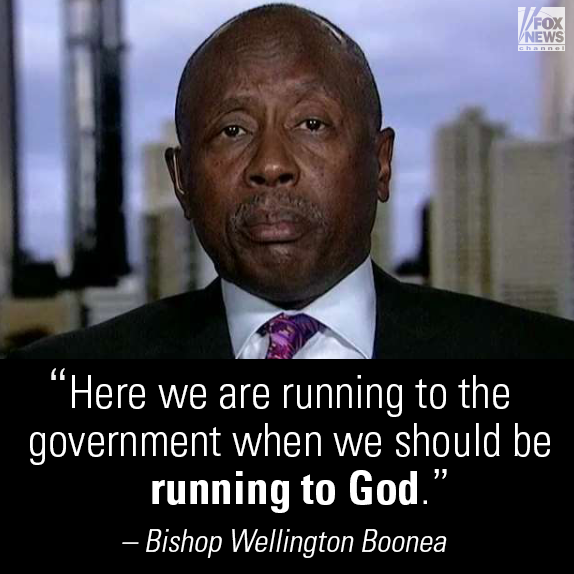 FOX
NEWS
channel
“Here we are running to the
government when we should be
running to God.”
– Bishop Wellington Boonea